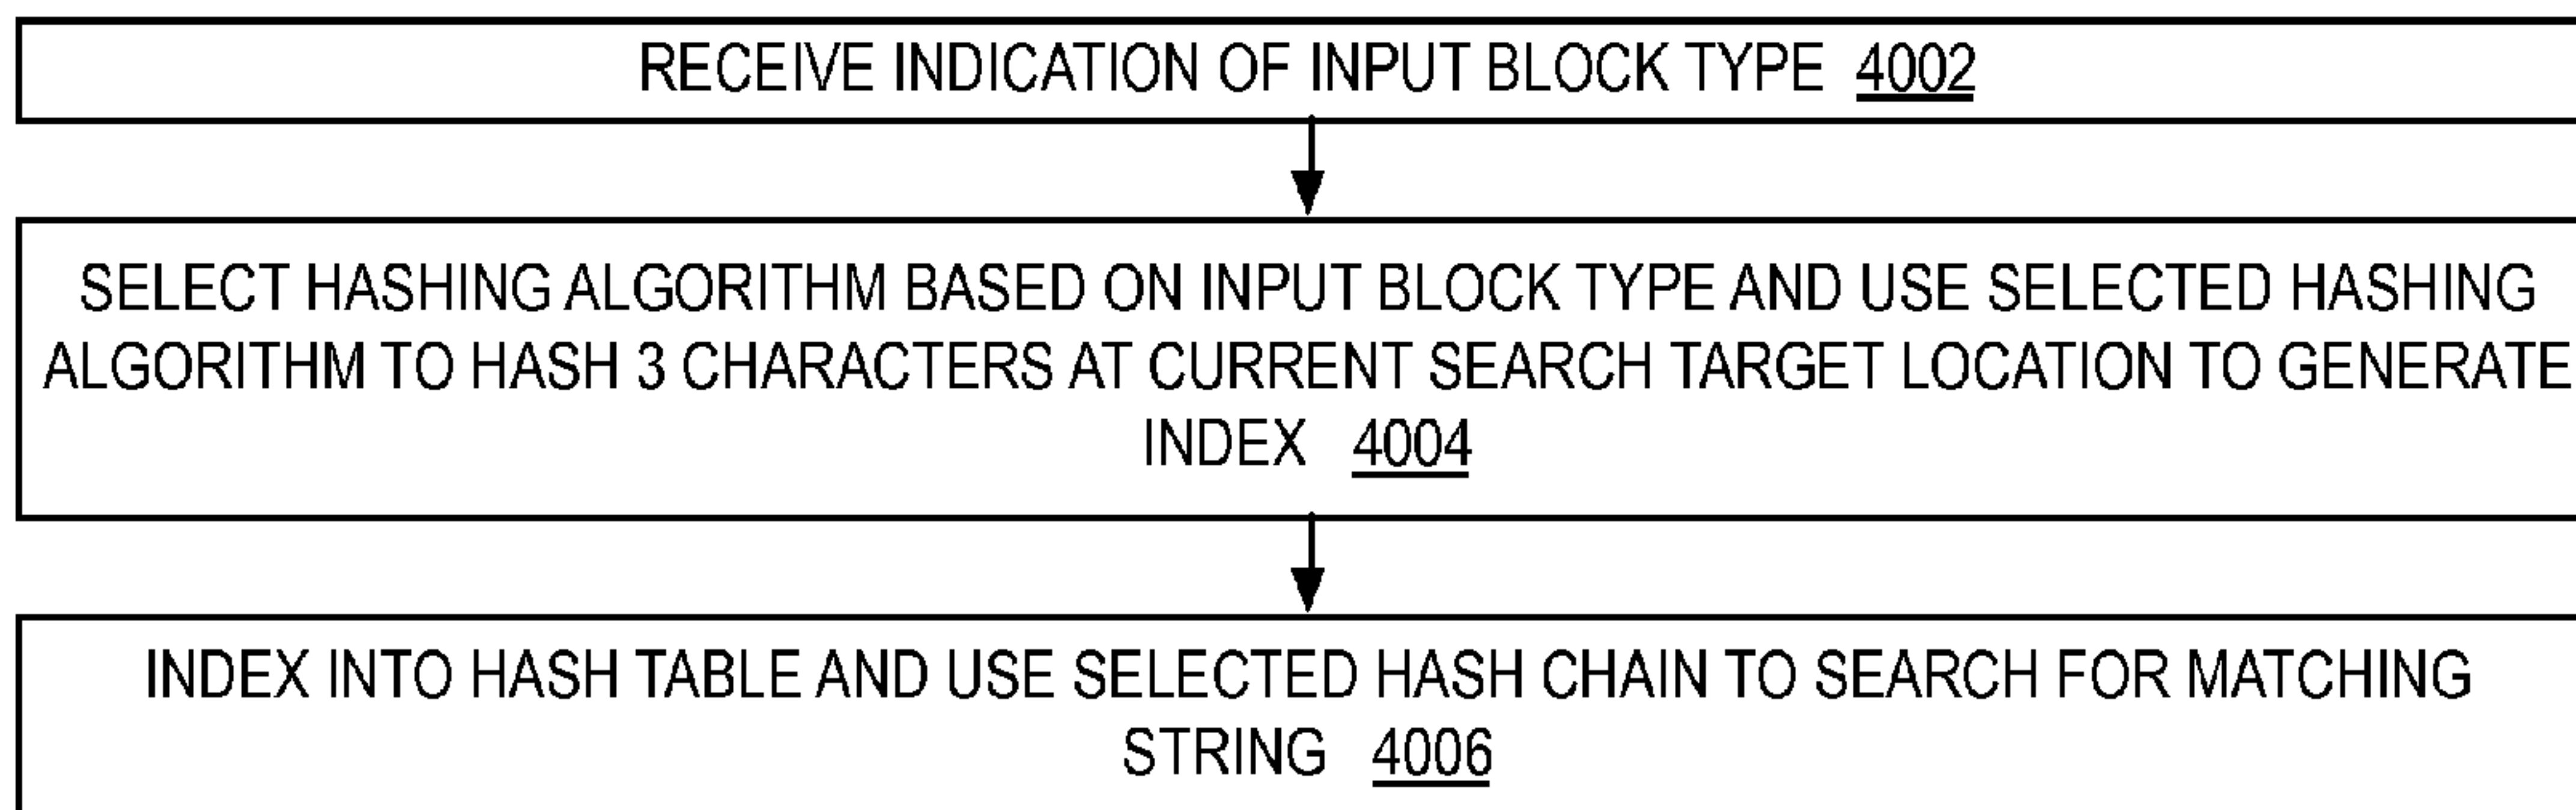 RECEIVE INDICATION OF INPUT BLOCK TYPE 4002
SELECT HASHING ALGORITHM BASED ON INPUT BLOCK TYPE AND USE SELECTED HASHING
ALGORITHM TO HASH 3 CHARACTERS AT CURRENT SEARCH TARGET LOCATION TO GENERATE
INDEX 4004
INDEX INTO HASH TABLE AND USE SELECTED HASH CHAIN TO SEARCH FOR MATCHING
STRING 4006